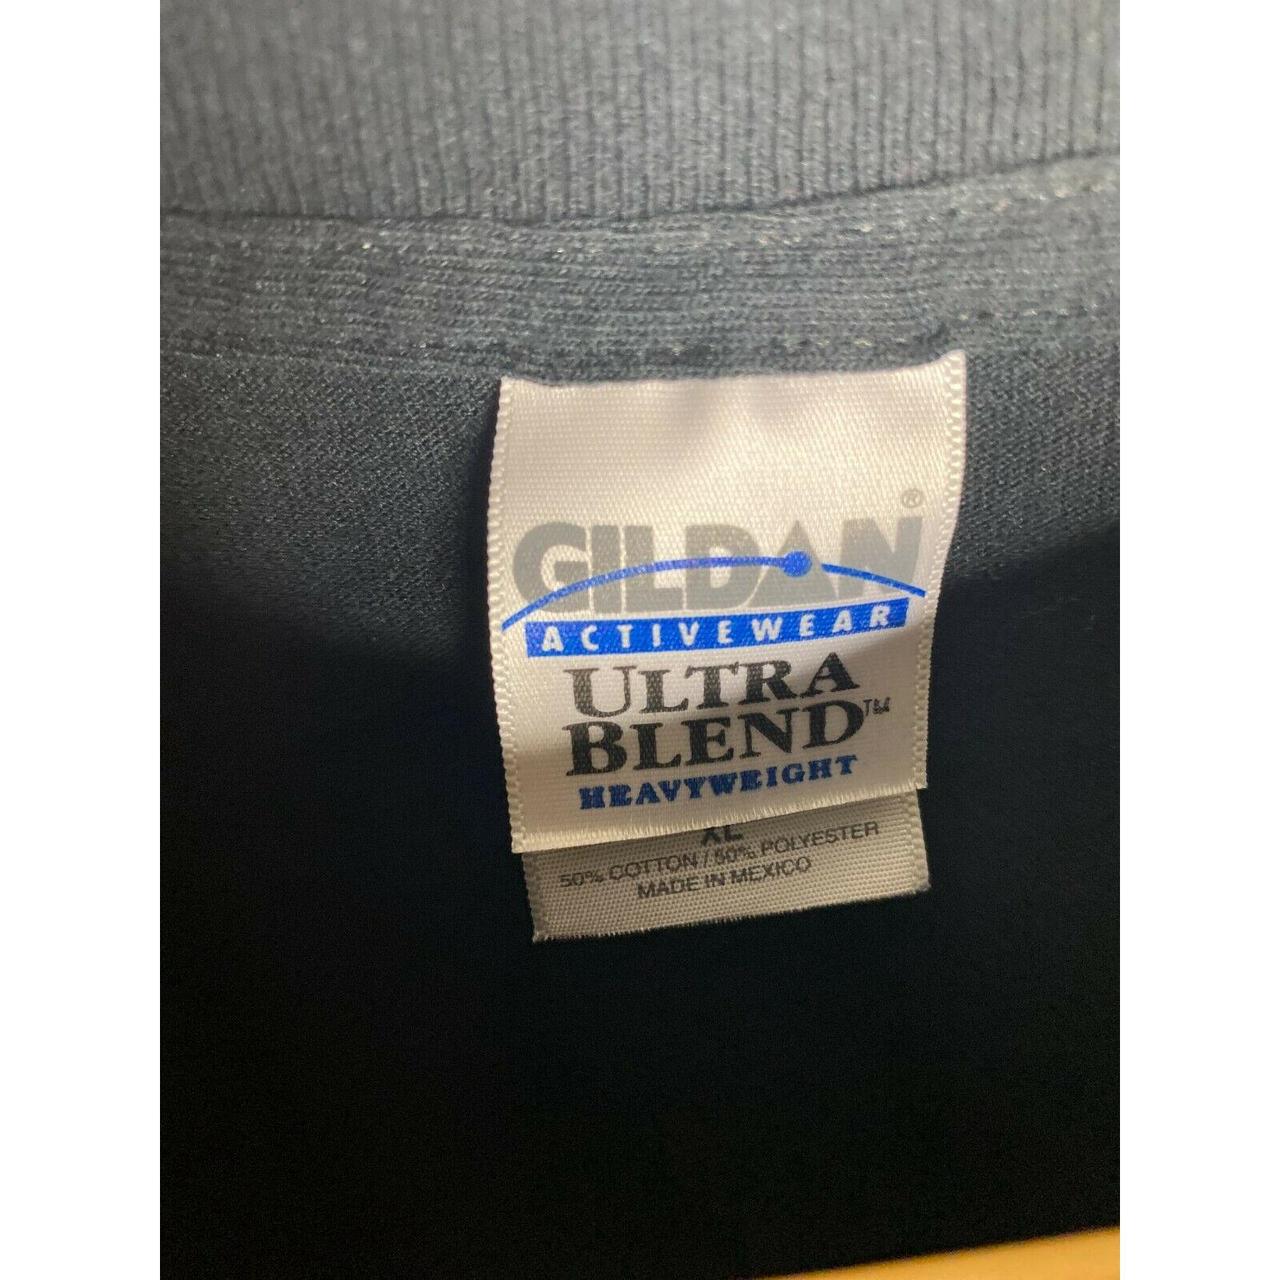 GILDAN®
ACTIVEWEAR
ULTRA
BLEND™
HEAVYWEIGHT
XL
50% COTTON / 50% POLYESTER
MADE IN MEXICO